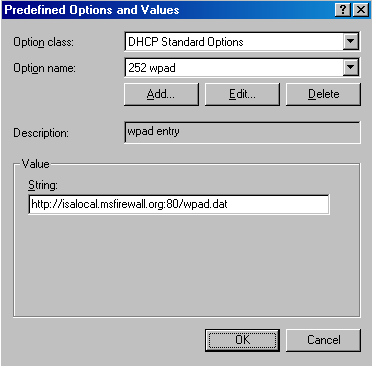 Predefined Options and Values
Option class: DHCP Standard Options
Option name: 252 wpad
Add... Edit... Delete
Description: wpad entry
Value
String:
http://isalocal.msfirewall.org:80/wpad.dat
OK Cancel